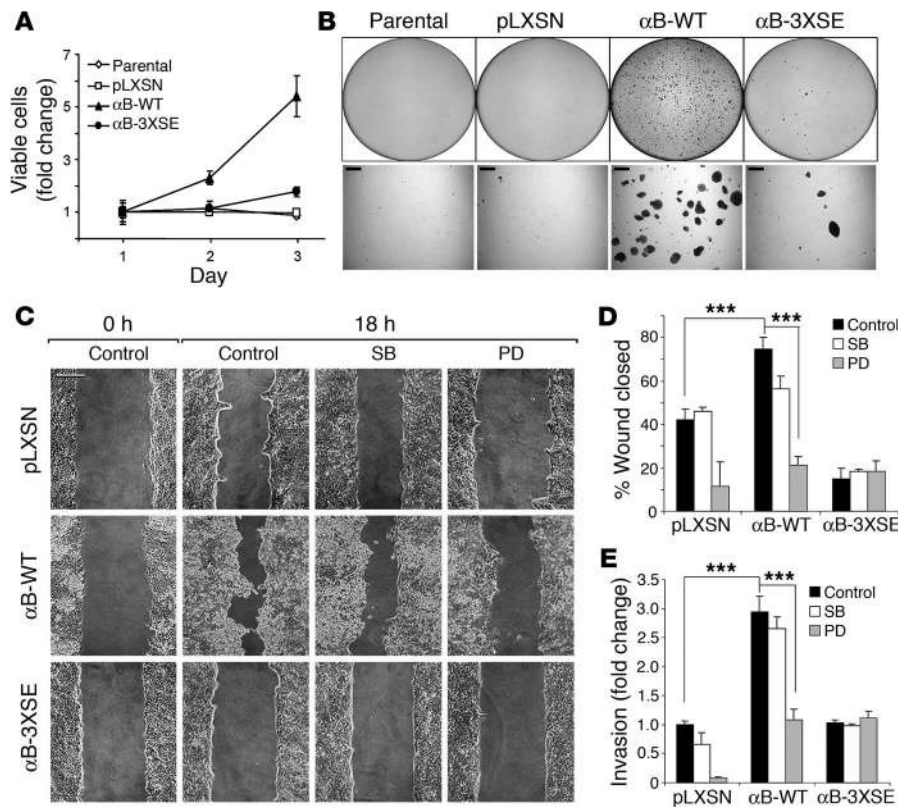 A
Viable cells
(fold change)
7
5
3
1
Parental
pLXSN
αB-WT
αB-3XSE
1 2 3
Day
B
Parental pLXSN αB-WT αB-3XSE
C
0 h 18 h
Control Control SB PD
pLXSN
αB-WT
αB-3XSE
D
% Wound closed
80
60
40
20
0
*** ***
Control
SB
PD
pLXSN αB-WT αB-3XSE
E
Invasion (fold change)
3.5
3.0
2.5
2.0
1.5
1.0
0.5
0
*** ***
Control
SB
PD
pLXSN αB-WT αB-3XSE